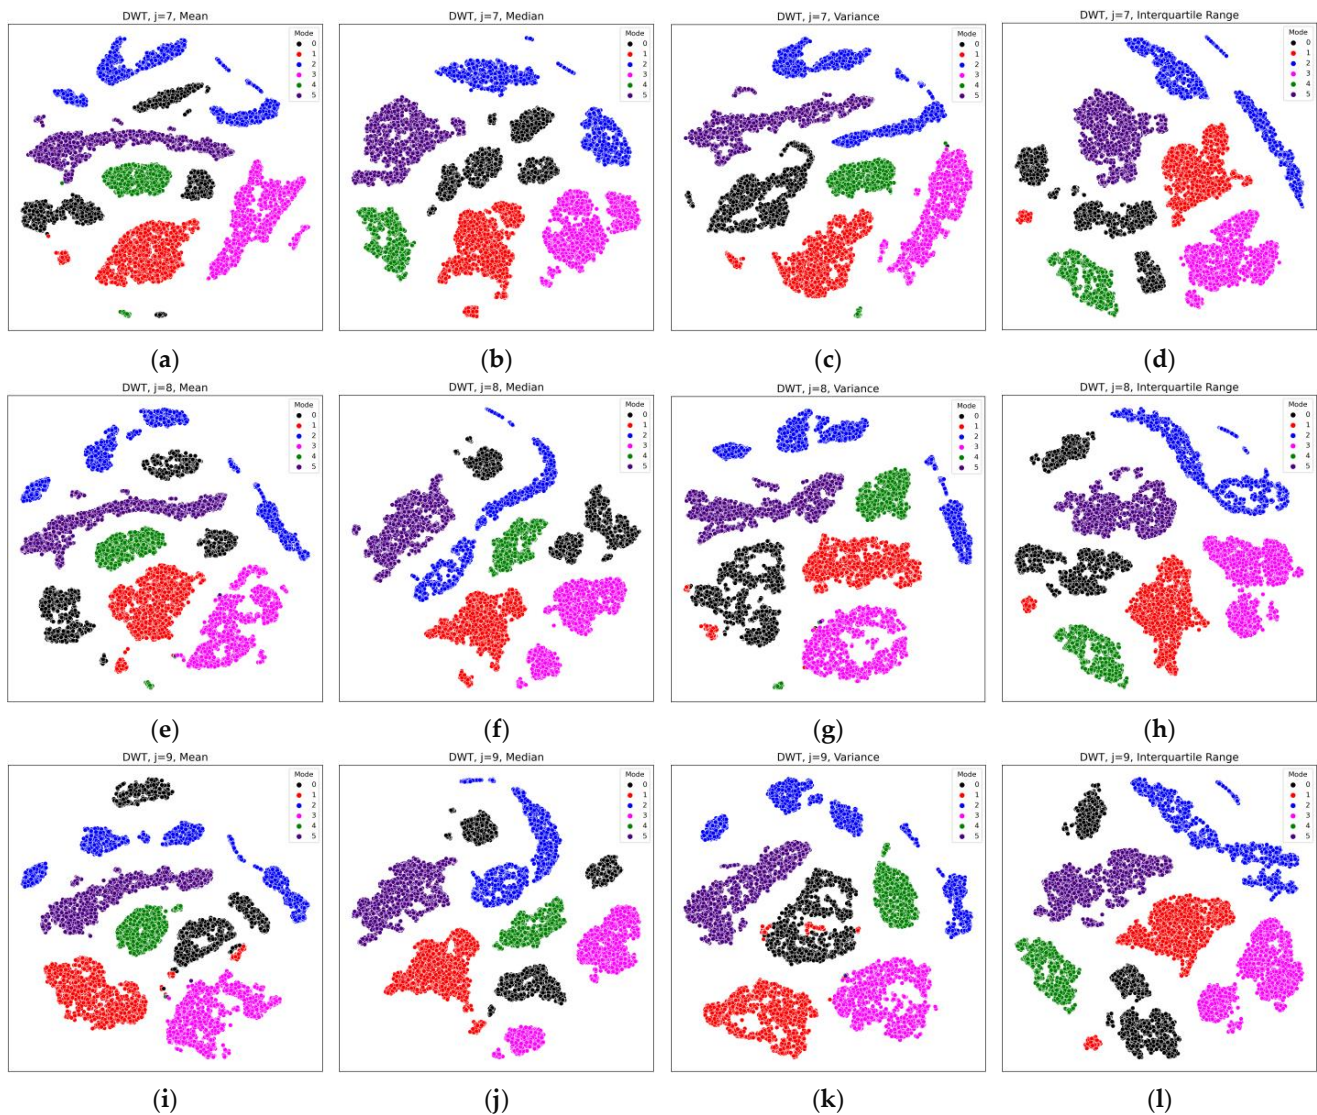 DWT, j=7, Mean
Mode
0
1
2
3
4
5
(a)
DWT, j=7, Median
Mode
0
1
2
3
4
5
(b)
DWT, j=7, Variance
Mode
0
1
2
3
4
5
(c)
DWT, j=7, Interquartile Range
Mode
0
1
2
3
4
5
(d)
DWT, j=8, Mean
Mode
0
1
2
3
4
5
(e)
DWT, j=8, Median
Mode
0
1
2
3
4
5
(f)
DWT, j=8, Variance
Mode
0
1
2
3
4
5
(g)
DWT, j=8, Interquartile Range
Mode
0
1
2
3
4
5
(h)
DWT, j=9, Mean
Mode
0
1
2
3
4
5
(i)
DWT, j=9, Median
Mode
0
1
2
3
4
5
(j)
DWT, j=9, Variance
Mode
0
1
2
3
4
5
(k)
DWT, j=9, Interquartile Range
Mode
0
1
2
3
4
5
(l)